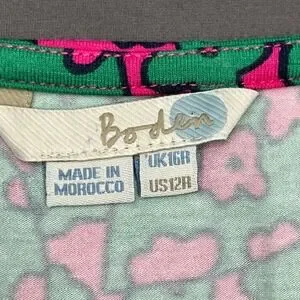 Boden
MADE IN
MOROCCO
UK16R
US12R